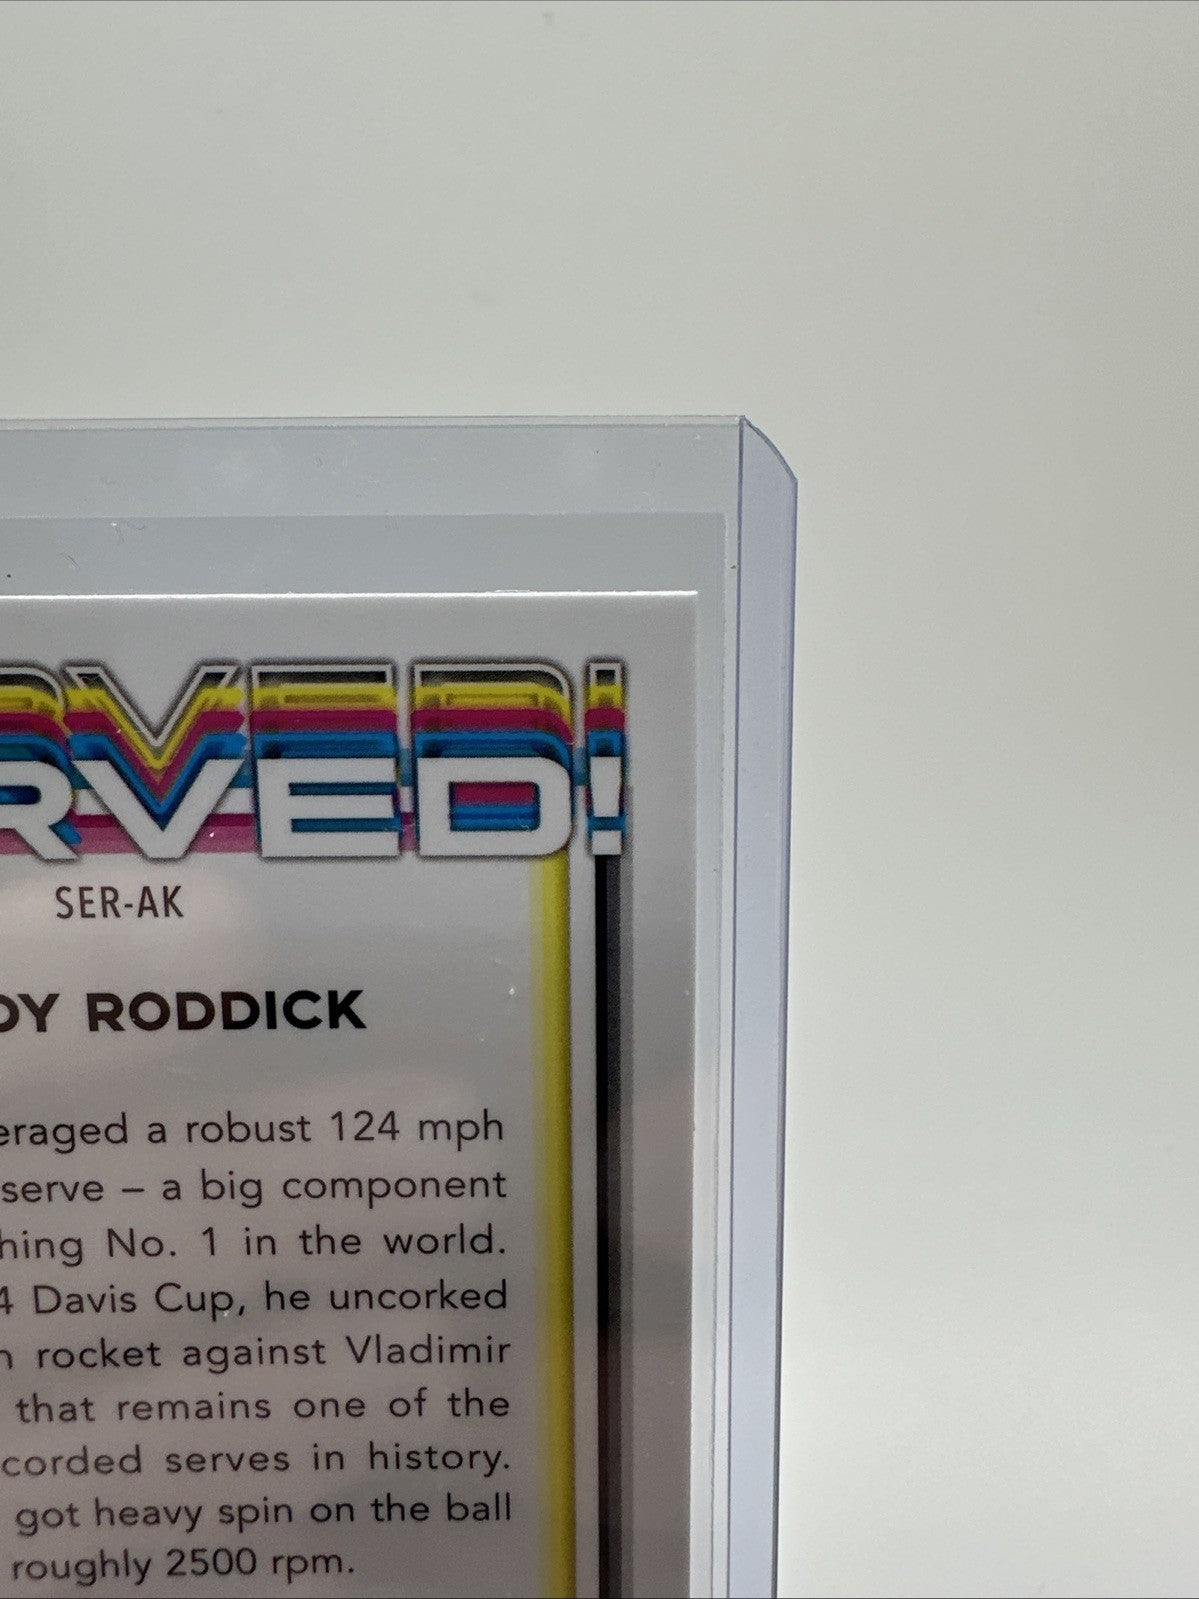 RVED!
SER-AK
DY RODDICK
eraged a robust 124 mph
serve – a big component
hing No. 1 in the world.
4 Davis Cup, he uncorked
rocket against Vladimir
that remains one of the
corded serves in history.
got heavy spin on the ball
roughly 2500 rpm.